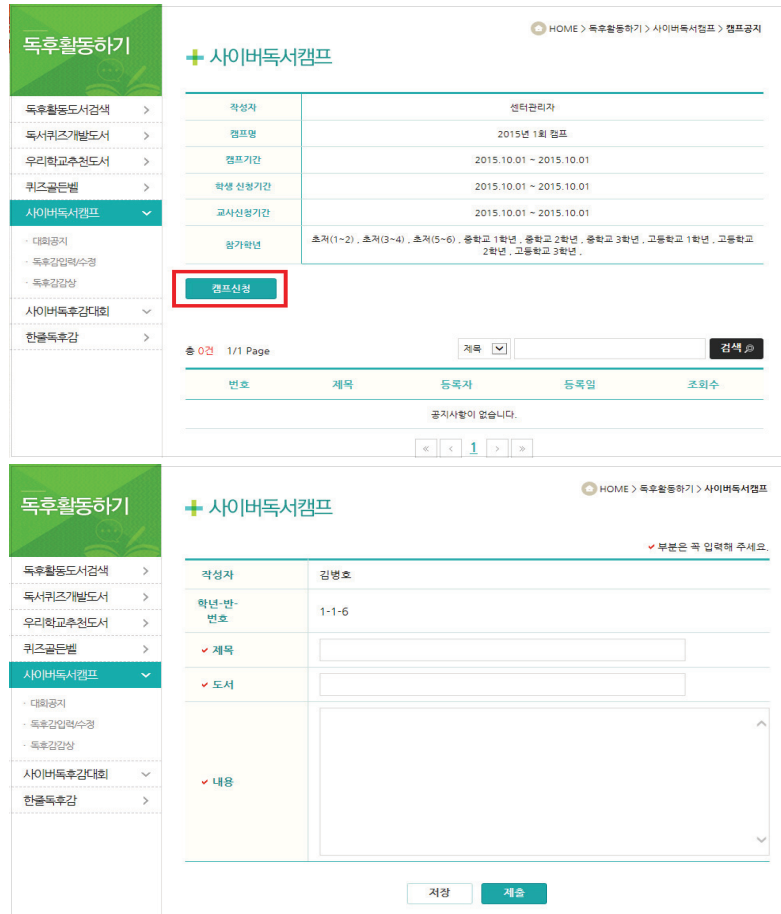 독후활동하기
HOME > 독후활동하기 > 사이버독서캠프 > 캠프공지
사이버독서캠프
독후활동도서검색
독서퀴즈개발도서
우리학교추천도서
퀴즈골든벨
사이버독서캠프
· 대회공지
· 독후감입력/수정
· 독후감감상
사이버독후감대회
한줄독후감
작성자 센터관리자
캠프명 2015년 1회 캠프
캠프기간 2015.10.01 ~ 2015.10.01
학생 신청기간 2015.10.01 ~ 2015.10.01
교사신청기간 2015.10.01 ~ 2015.10.01
참가학년 초저(1~2) , 초저(3~4) , 초저(5~6) , 중학교 1학년 , 중학교 2학년 , 중학교 3학년 , 고등학교 1학년 , 고등학교
2학년 , 고등학교 3학년 ,
캠프신청
총 0건 1/1 Page 제목 검색
번호 제목 등록자 등록일 조회수
공지사항이 없습니다.
« < 1 > »
독후활동하기
HOME > 독후활동하기 > 사이버독서캠프
사이버독서캠프
독후활동도서검색
독서퀴즈개발도서
우리학교추천도서
퀴즈골든벨
사이버독서캠프
· 대회공지
· 독후감입력/수정
· 독후감감상
사이버독후감대회
한줄독후감
부분은 꼭 입력해 주세요.
작성자 김병호
학년-반-
번호 1-1-6
제목
도서
내용
저장 제출